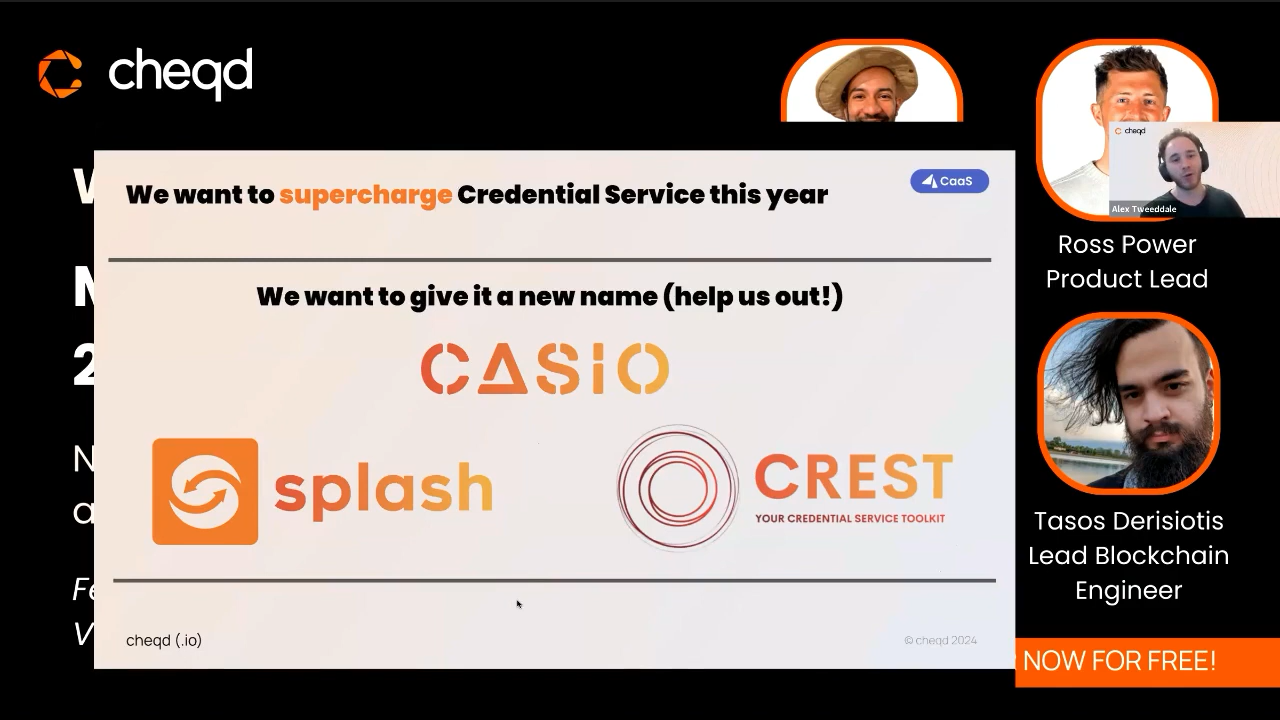 cheqd
We want to supercharge Credential Service this year
CaaS
We want to give it a new name (help us out!)
CASIO
splash
CREST
YOUR CREDENTIAL SERVICE TOOLKIT
cheqd (.io)
© cheqd 2024
cheqd
Alex Tweeddale
Ross Power
Product Lead
Tasos Derisiotis
Lead Blockchain
Engineer
NOW FOR FREE!